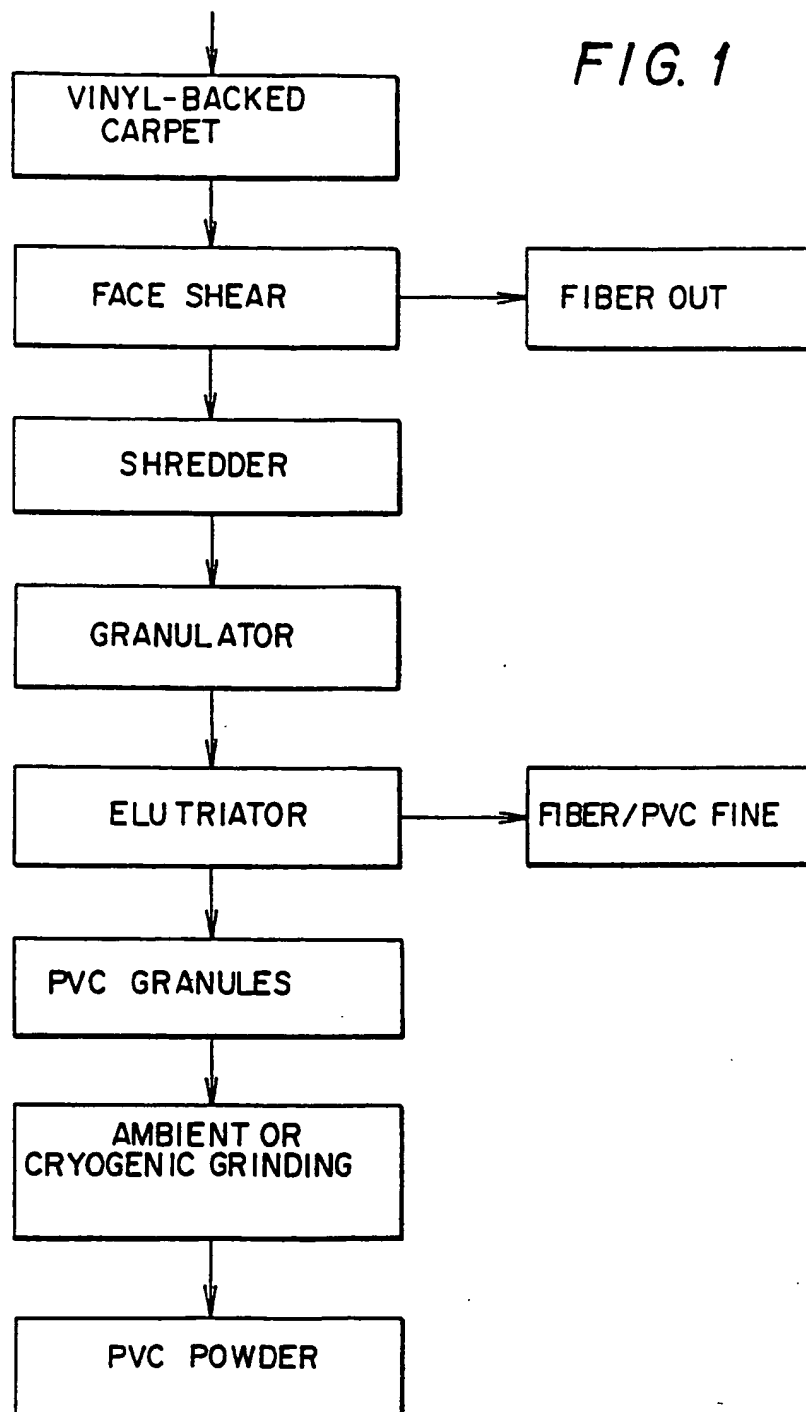 FIG. 1
VINYL-BACKED
CARPET
FACE SHEAR
FIBER OUT
SHREDDER
GRANULATOR
ELUTRIATOR
FIBER/PVC FINE
PVC GRANULES
AMBIENT OR
CRYOGENIC GRINDING
PVC POWDER